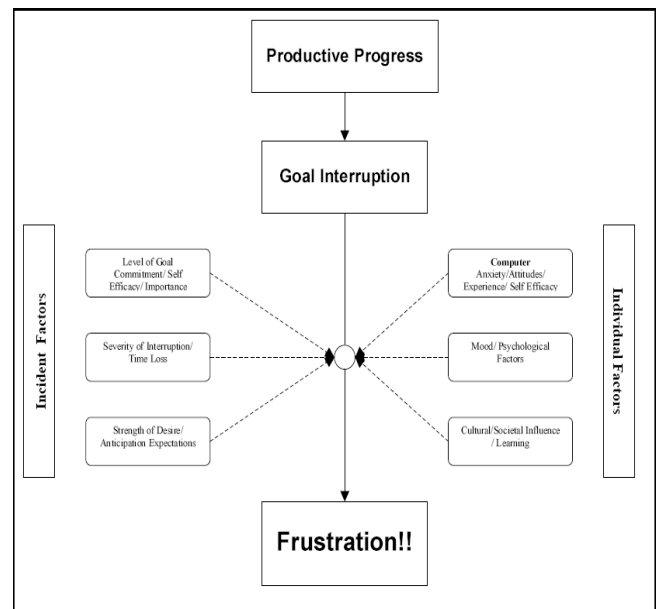 Productive Progress
Goal Interruption
Incident Factors
Level of Goal
Commitment/ Self
Efficacy/ Importance
Severity of Interruption/
Time Loss
Strength of Desire/
Anticipation Expectations
Computer
Anxiety/Attitudes/
Experience/ Self Efficacy
Mood/ Psychological
Factors
Cultural/Societal Influence
/ Learning
Individual Factors
Frustration!!